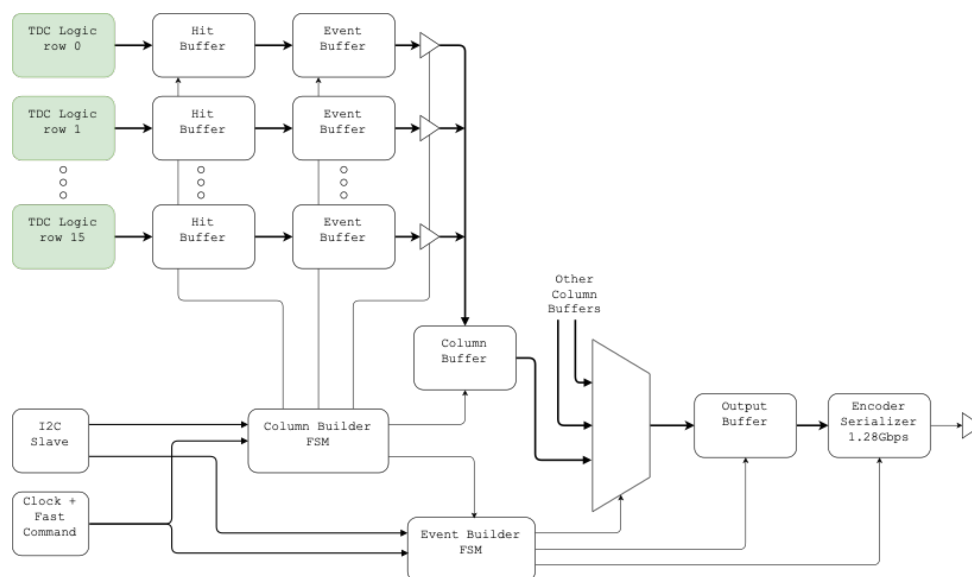 TDC Logic
row 0
Hit
Buffer
Event
Buffer
TDC Logic
row 1
Hit
Buffer
Event
Buffer
TDC Logic
row 15
Hit
Buffer
Event
Buffer
Other
Column
Buffers
Column
Buffer
I2C
Slave
Column Builder
FSM
Output
Buffer
Encoder
Serializer
1.28Gbps
Clock +
Fast
Command
Event Builder
FSM